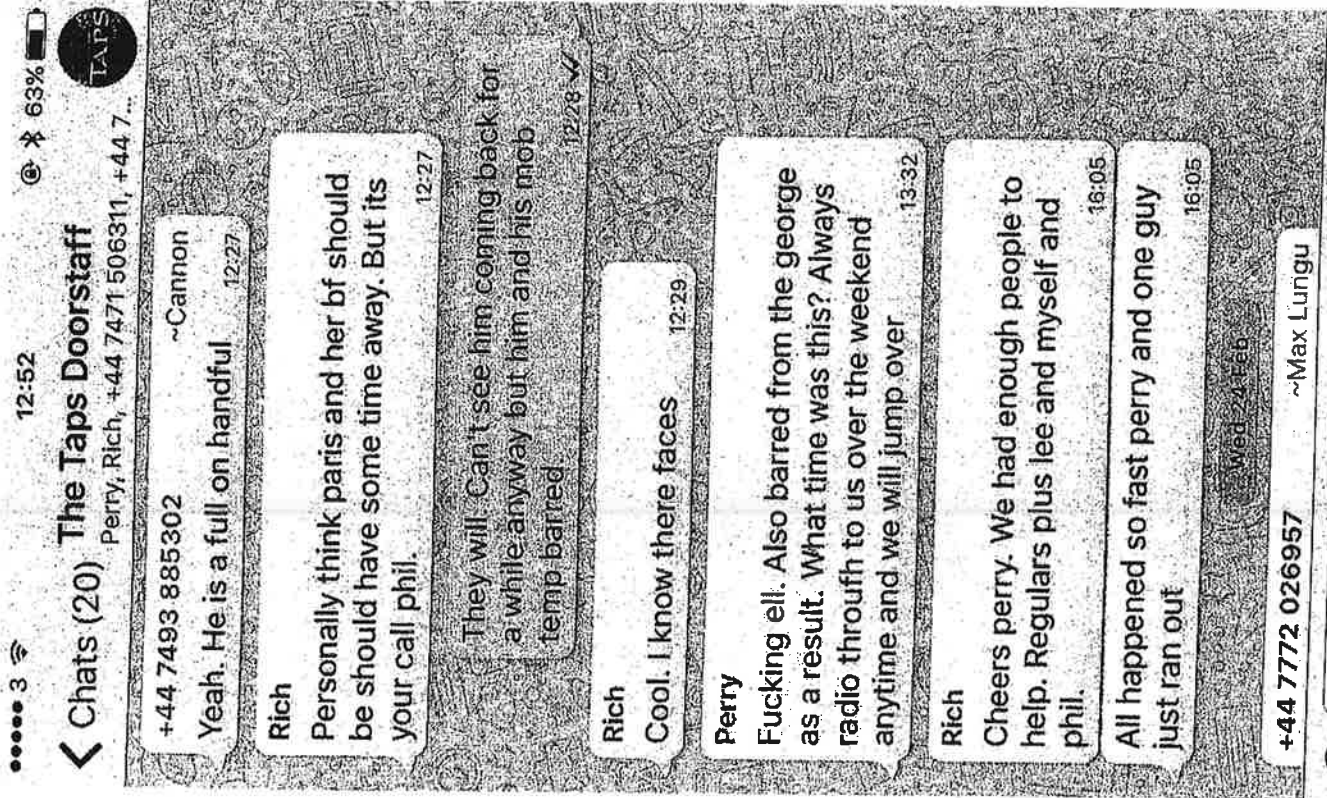 3 12:52 63%
Chats (20) The Taps Doorstaff
Perry, Rich, +44 7471 506311, +44 7...
TAPS
+44 7493 885302 ~Cannon
Yeah. He is a full on handful 12:27
Rich
Personally think paris and her bf should
be should have some time away. But its
your call phil. 12:27
They will. Can't see him coming back for
a while anyway but him and his mob
temp barred 12:28
Rich
Cool. I know there faces 12:29
Perry
Fucking ell. Also barred from the george
as a result. What time was this? Always
radio throufh to us over the weekend
anytime and we will jump over 13:32
Rich
Cheers perry. We had enough people to
help. Regulars plus lee and myself and
phil. 16:05
All happened so fast perry and one guy
just ran out 16:05
Wed 24 Feb
+44 7772 026957 ~Max Lungu